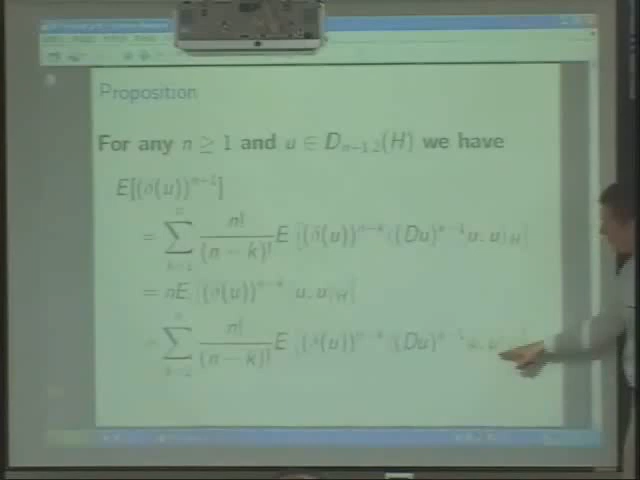 Proposition
For any n ≥ 1 and u ∈ D_{n-1,2}(H) we have
E[(δ(u))^{n-1}]
= ∑_{k=1}^{n} n!/(n − k)! E [(δ(u))^{n-k} ⟨(Du)^{k-1} u, u⟩_H]
= nE [(δ(u))^{n-k} u, u⟩_H]
∑_{k=2}^{n} n!/(n − k)! E [(δ(u))^{n-k} ⟨(Du)^{k-1} u, u